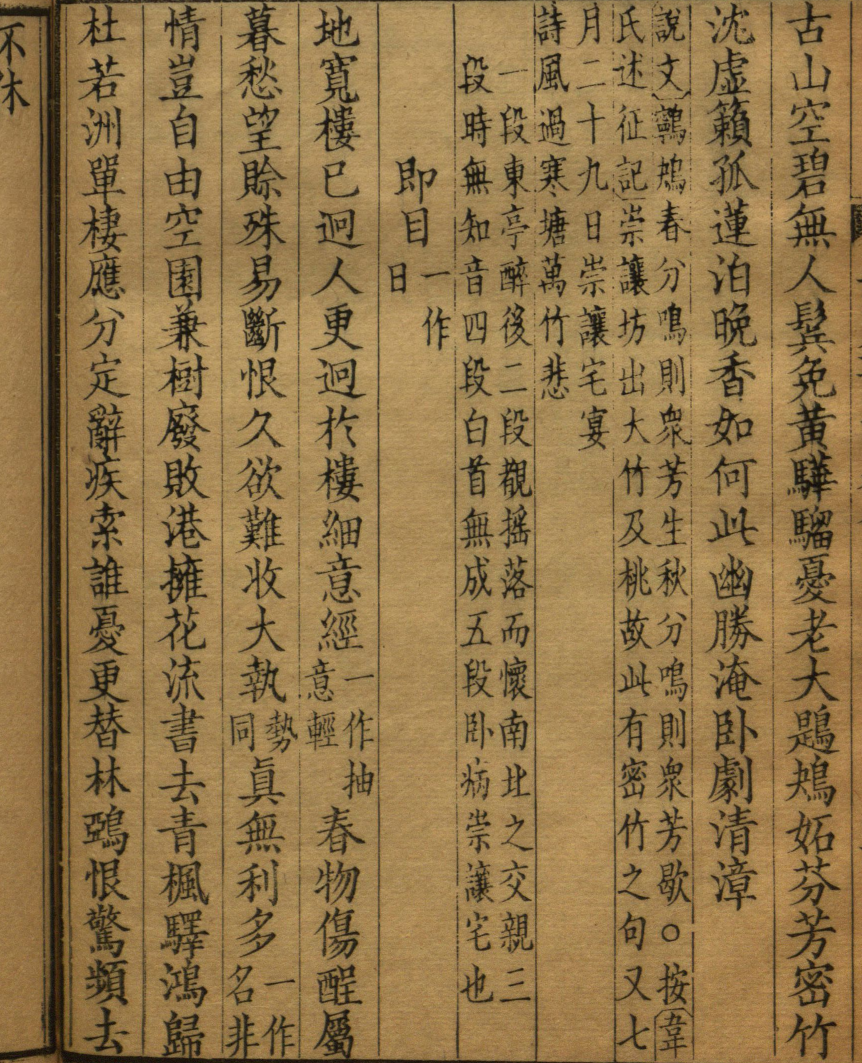 古山空碧無人鬂免黃驊騮憂老大鶗鴂妬芬芳密竹
沈虛籟孤蓮泊晚香如何此幽勝淹卧劇清漳
說文鷤鴂春分鳴則衆芳生秋分鳴則衆芳歇○按韋
氏述征記崇讓坊出大竹及桃故此有密竹之句又七
月二十九日崇讓宅宴
詩風過寒塘萬竹悲
一段東亭醉後二段觀摇落而懷南北之交親三
段時無知音四段白首無成五段卧病崇讓宅也
即目一作日
地寬樓已迥人更迥於樓細意經一作抽意輕春物傷酲屬
暮愁望賒殊易斷恨久欲難收大執勢同眞無利多一作名非
情豈自由空園兼樹廢敗港擁花流書去青楓驛鴻歸
杜若洲單棲應分定辭疾索誰憂更替林鵶恨驚頻去
不休